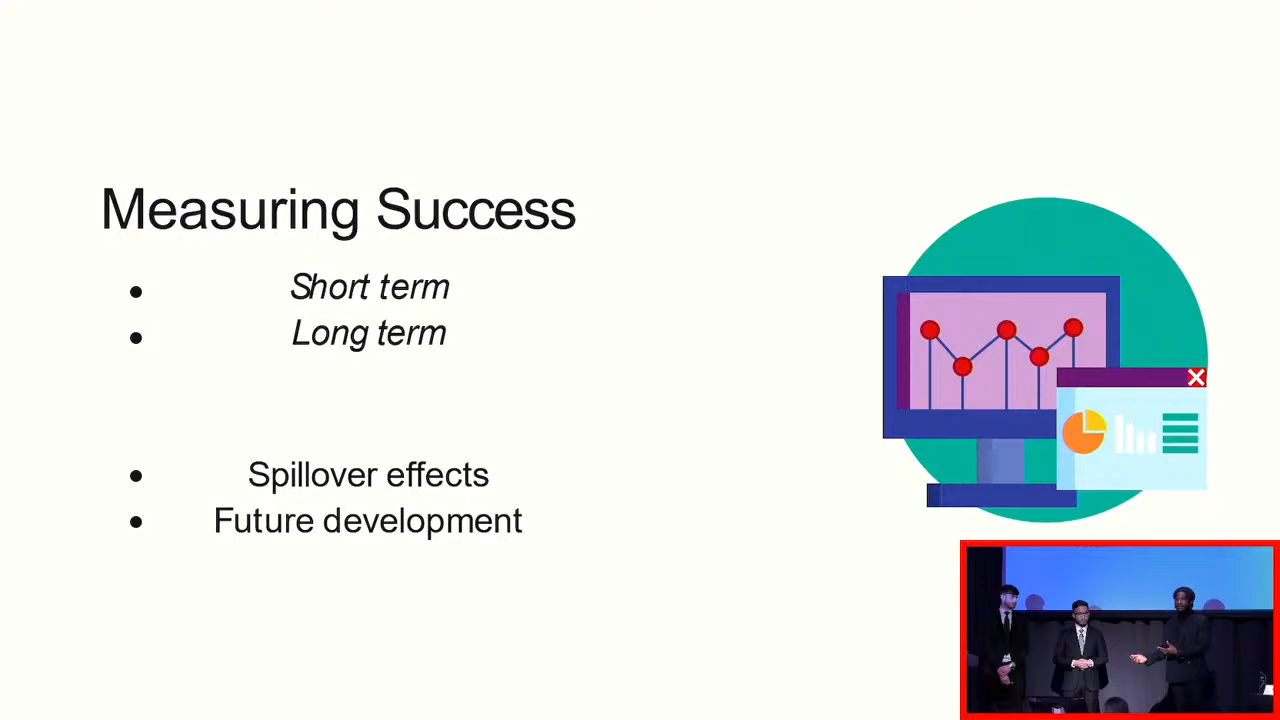 Measuring Success
• Short term
• Long term
• Spillover effects
• Future development